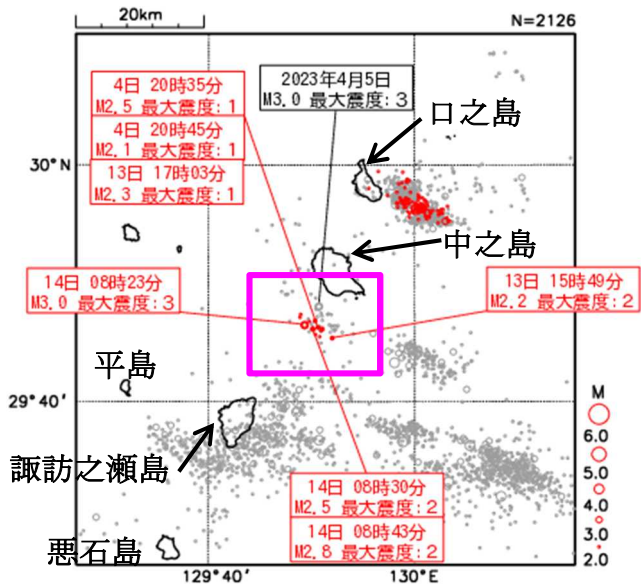 20km
N=2126
4日 20時35分
M2.5 最大震度:1
4日 20時45分
M2.1 最大震度:1
13日 17時03分
M2.3 最大震度:1
2023年4月5日
M3.0 最大震度:3
口之島
30°N
中之島
14日 08時23分
M3.0 最大震度:3
13日 15時49分
M2.2 最大震度:2
平島
29°40'
諏訪之瀬島
M
6.0
5.0
4.0
3.0
2.0
14日 08時30分
M2.5 最大震度:2
14日 08時43分
M2.8 最大震度:2
悪石島
129°40'
130°E